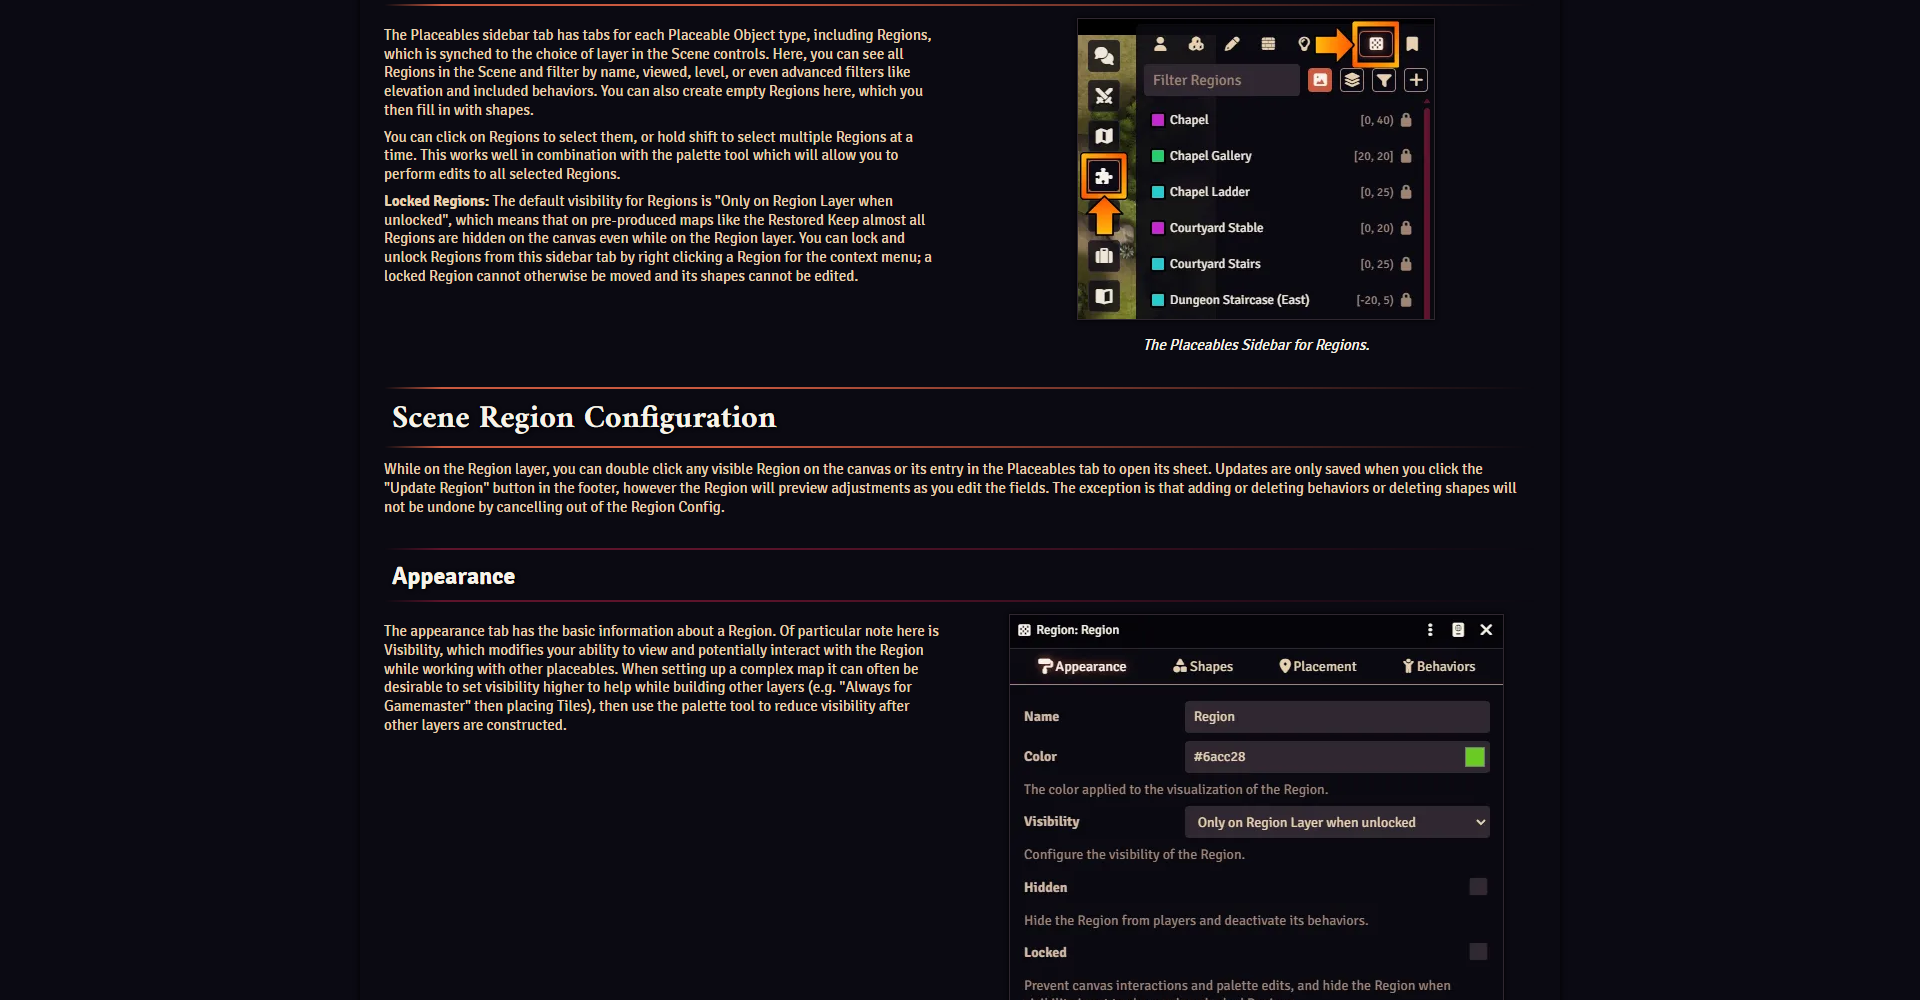 The Placeables sidebar tab has tabs for each Placeable Object type, including Regions,
which is synched to the choice of layer in the Scene controls. Here, you can see all
Regions in the Scene and filter by name, viewed, level, or even advanced filters like
elevation and included behaviors. You can also create empty Regions here, which you
then fill in with shapes.
You can click on Regions to select them, or hold shift to select multiple Regions at a
time. This works well in combination with the palette tool which will allow you to
perform edits to all selected Regions.
Locked Regions: The default visibility for Regions is "Only on Region Layer when
unlocked", which means that on pre-produced maps like the Restored Keep almost all
Regions are hidden on the canvas even while on the Region layer. You can lock and
unlock Regions from this sidebar tab by right clicking a Region for the context menu; a
locked Region cannot otherwise be moved and its shapes cannot be edited.
Filter Regions
Chapel [0, 40)
Chapel Gallery [20, 20]
Chapel Ladder [0, 25)
Courtyard Stable [0, 20)
Courtyard Stairs [0, 25)
Dungeon Staircase (East) [-20, 5)
The Placeables Sidebar for Regions.
Scene Region Configuration
While on the Region layer, you can double click any visible Region on the canvas or its entry in the Placeables tab to open its sheet. Updates are only saved when you click the
"Update Region" button in the footer, however the Region will preview adjustments as you edit the fields. The exception is that adding or deleting behaviors or deleting shapes will
not be undone by cancelling out of the Region Config.
Appearance
The appearance tab has the basic information about a Region. Of particular note here is
Visibility, which modifies your ability to view and potentially interact with the Region
while working with other placeables. When setting up a complex map it can often be
desirable to set visibility higher to help while building other layers (e.g. "Always for
Gamemaster" then placing Tiles), then use the palette tool to reduce visibility after
other layers are constructed.
Region: Region
Appearance Shapes Placement Behaviors
Name Region
Color #6acc28
The color applied to the visualization of the Region.
Visibility Only on Region Layer when unlocked
Configure the visibility of the Region.
Hidden
Hide the Region from players and deactivate its behaviors.
Locked
Prevent canvas interactions and palette edits, and hide the Region when